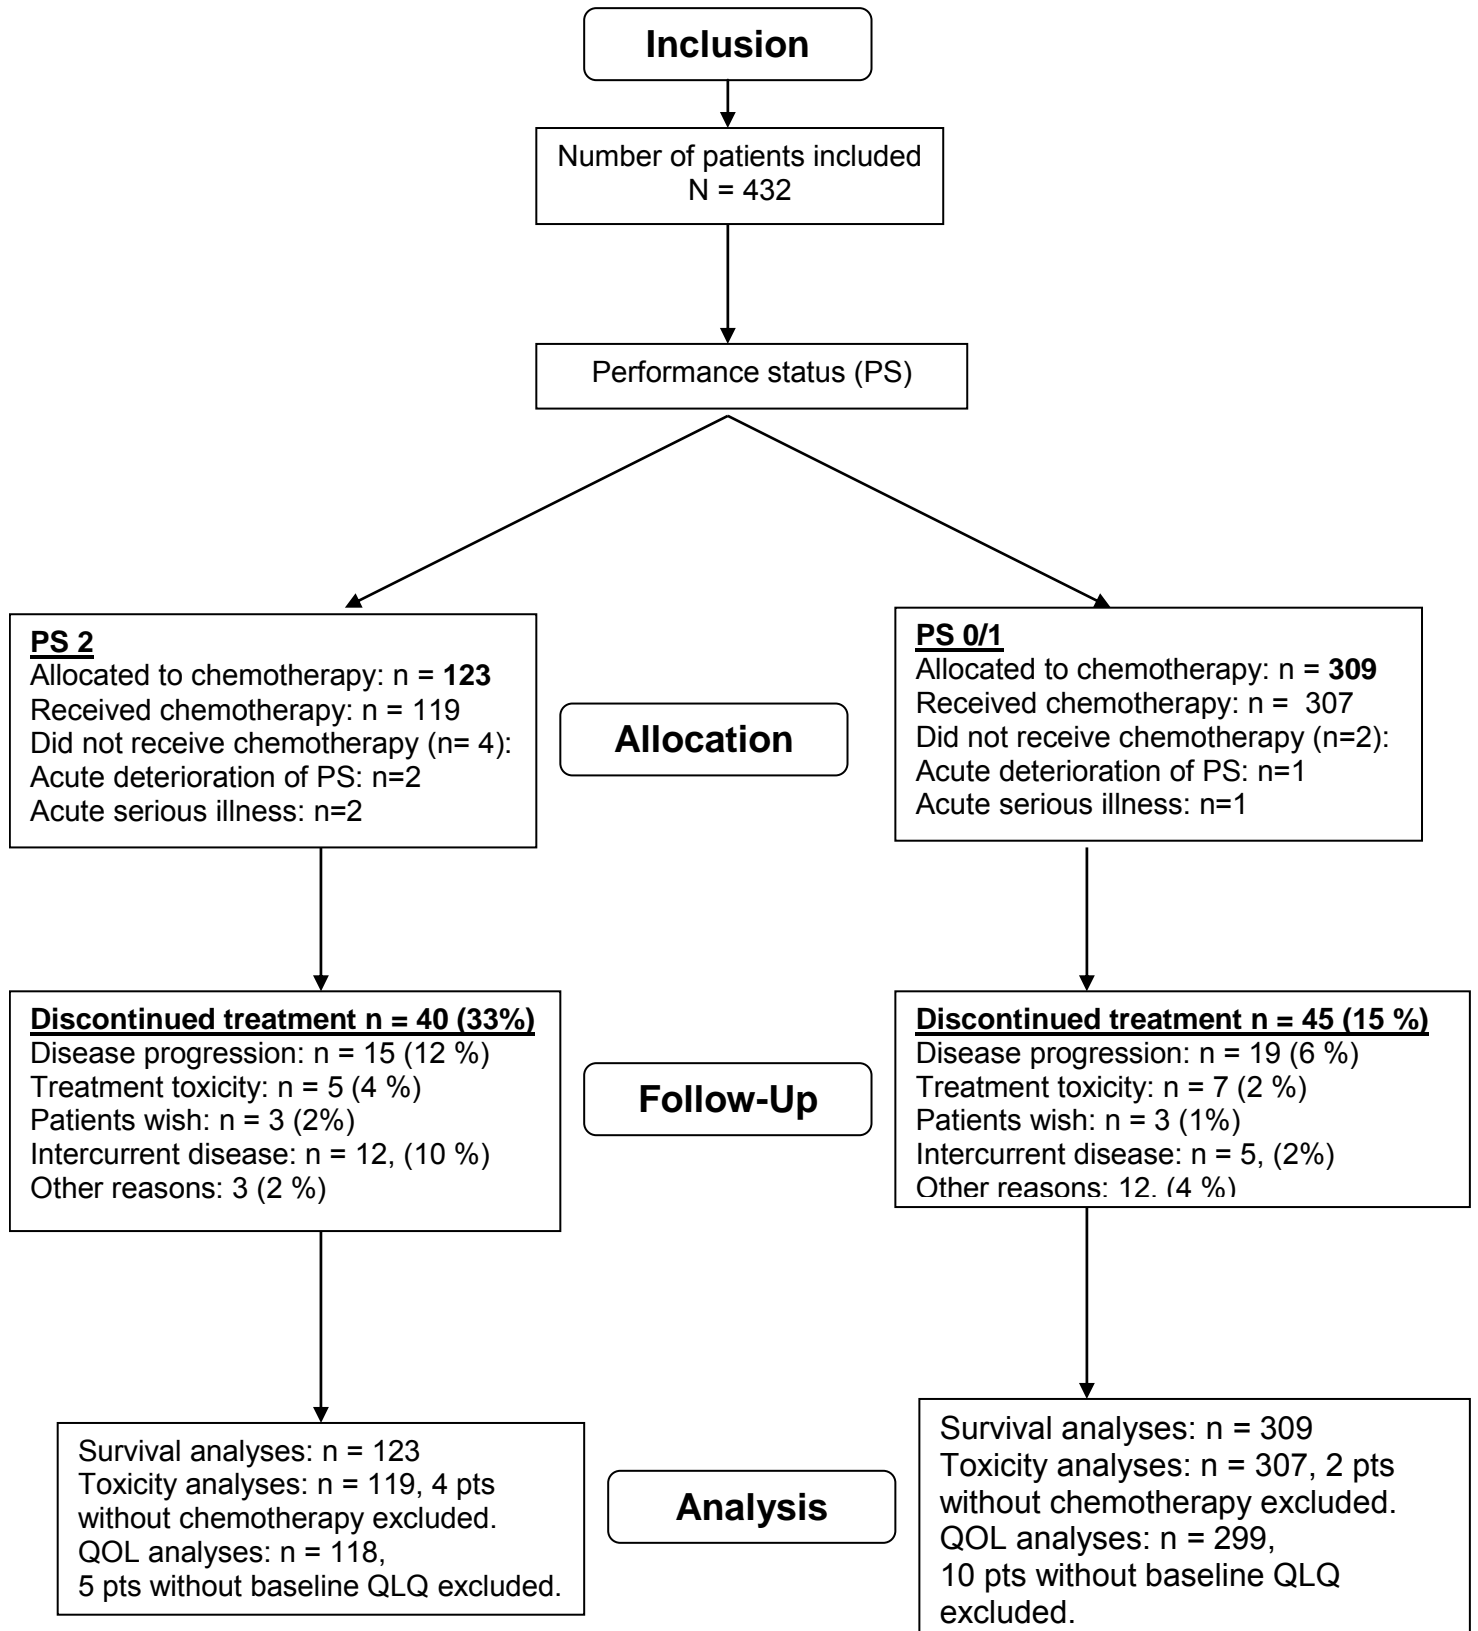 Inclusion
Number of patients included
N = 432
Performance status (PS)
PS 2
Allocated to chemotherapy: n = 123
Received chemotherapy: n = 119
Did not receive chemotherapy (n= 4):
Acute deterioration of PS: n=2
Acute serious illness: n=2
Allocation
PS 0/1
Allocated to chemotherapy: n = 309
Received chemotherapy: n = 307
Did not receive chemotherapy (n=2):
Acute deterioration of PS: n=1
Acute serious illness: n=1
Discontinued treatment n = 40 (33%)
Disease progression: n = 15 (12 %)
Treatment toxicity: n = 5 (4 %)
Patients wish: n = 3 (2%)
Intercurrent disease: n = 12, (10 %)
Other reasons: 3 (2 %)
Follow-Up
Discontinued treatment n = 45 (15 %)
Disease progression: n = 19 (6 %)
Treatment toxicity: n = 7 (2 %)
Patients wish: n = 3 (1%)
Intercurrent disease: n = 5, (2%)
Other reasons: 12, (4 %)
Survival analyses: n = 123
Toxicity analyses: n = 119, 4 pts
without chemotherapy excluded.
QOL analyses: n = 118,
5 pts without baseline QLQ excluded.
Analysis
Survival analyses: n = 309
Toxicity analyses: n = 307, 2 pts
without chemotherapy excluded.
QOL analyses: n = 299,
10 pts without baseline QLQ
excluded.